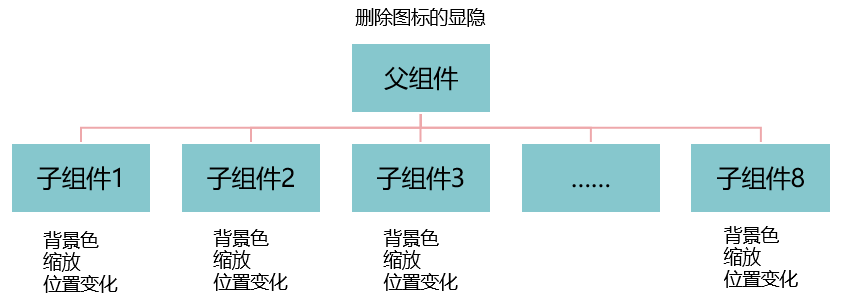 删除图标的显隐
父组件
子组件1
子组件2
子组件3
......
子组件8
背景色
缩放
位置变化
背景色
缩放
位置变化
背景色
缩放
位置变化
背景色
缩放
位置变化